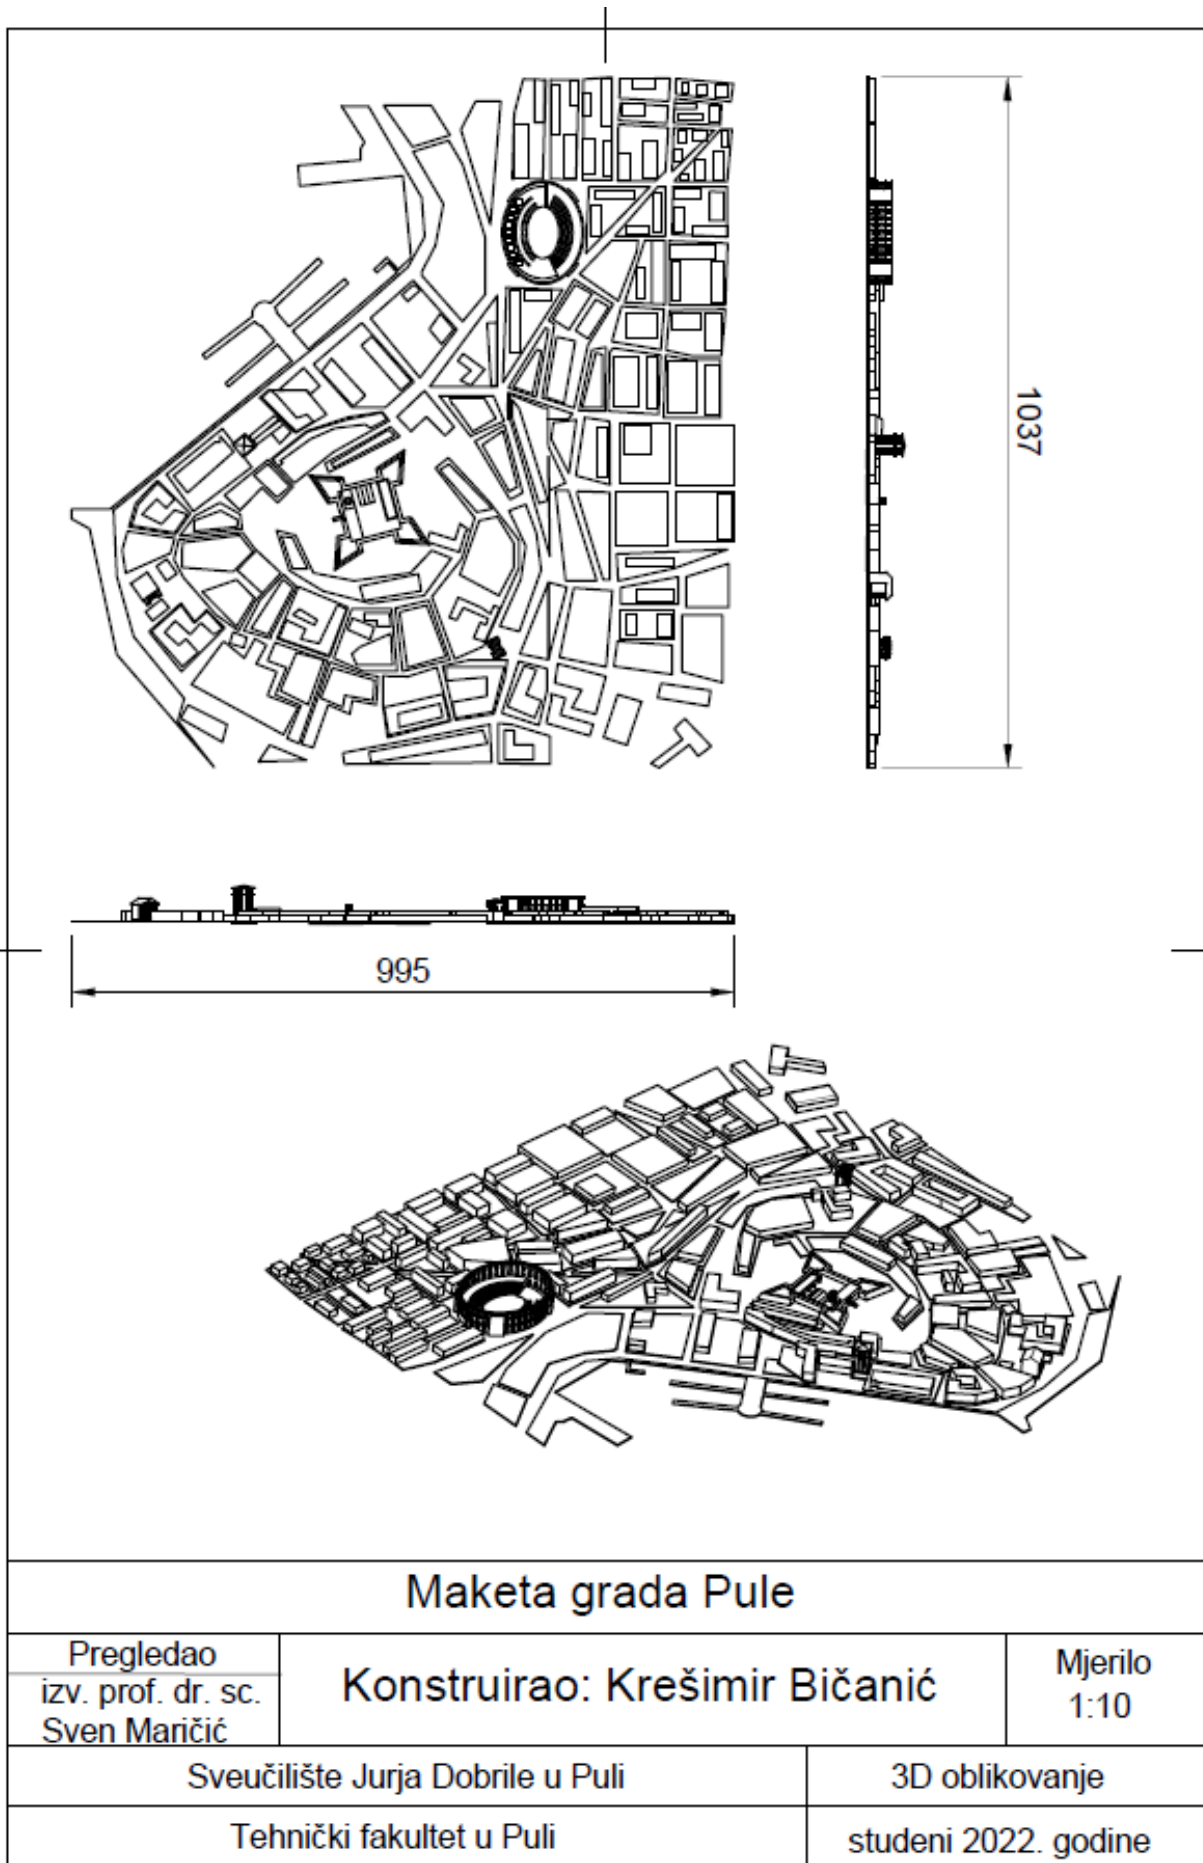 1037
995
Maketa grada Pule
Pregledao
izv. prof. dr. sc.
Sven Maričić
Konstruirao: Krešimir Bičanić
Mjerilo
1:10
Sveučilište Jurja Dobrile u Puli
3D oblikovanje
Tehnički fakultet u Puli
studeni 2022. godine